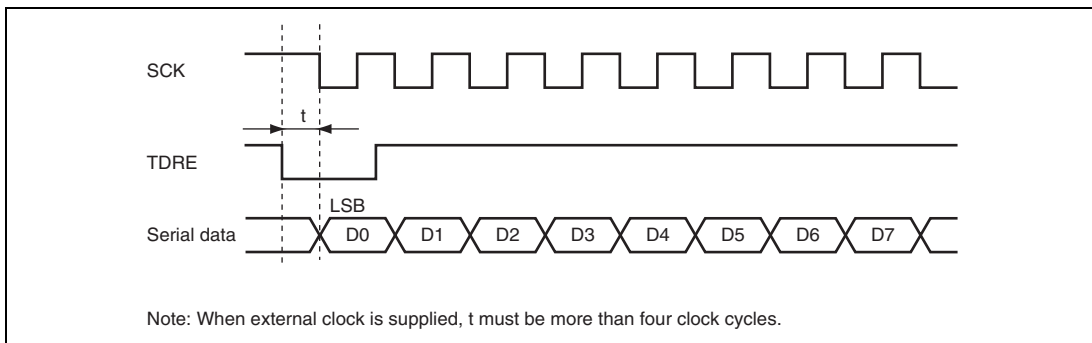 SCK
t
TDRE
LSB
Serial data
D0 D1 D2 D3 D4 D5 D6 D7
Note: When external clock is supplied, t must be more than four clock cycles.